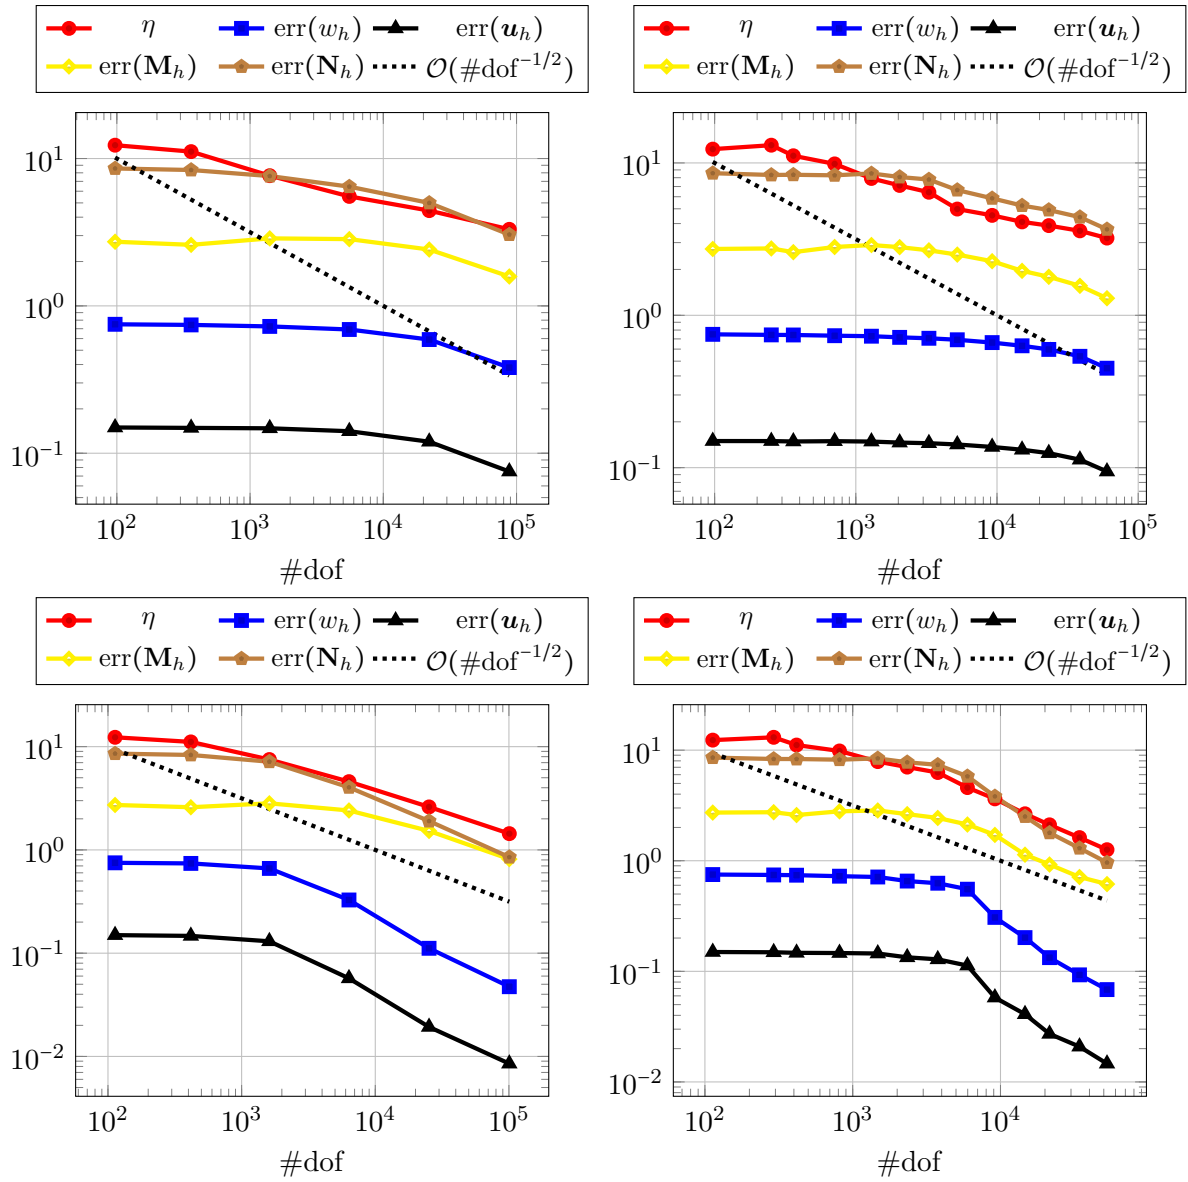 η err(w_h) err(𝒖_h)
err(𝐌_h) err(𝐍_h) 𝒪(#dof^{-1/2})
10^1
10^0
10^{-1}
10^2 10^3 10^4 10^5
#dof
η err(w_h) err(𝒖_h)
err(𝐌_h) err(𝐍_h) 𝒪(#dof^{-1/2})
10^1
10^0
10^{-1}
10^2 10^3 10^4 10^5
#dof
η err(w_h) err(𝒖_h)
err(𝐌_h) err(𝐍_h) 𝒪(#dof^{-1/2})
10^1
10^0
10^{-1}
10^{-2}
10^2 10^3 10^4 10^5
#dof
η err(w_h) err(𝒖_h)
err(𝐌_h) err(𝐍_h) 𝒪(#dof^{-1/2})
10^1
10^0
10^{-1}
10^{-2}
10^2 10^3 10^4
#dof